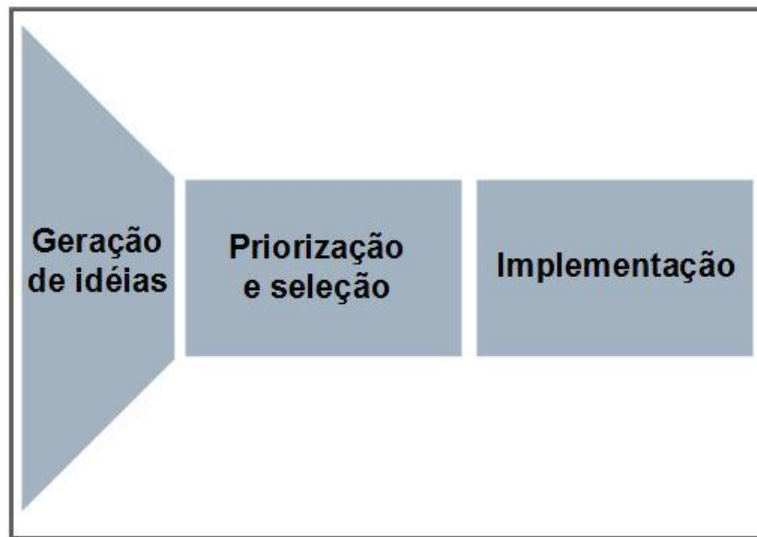 Geração
de idéias
Priorização
e seleção
Implementação